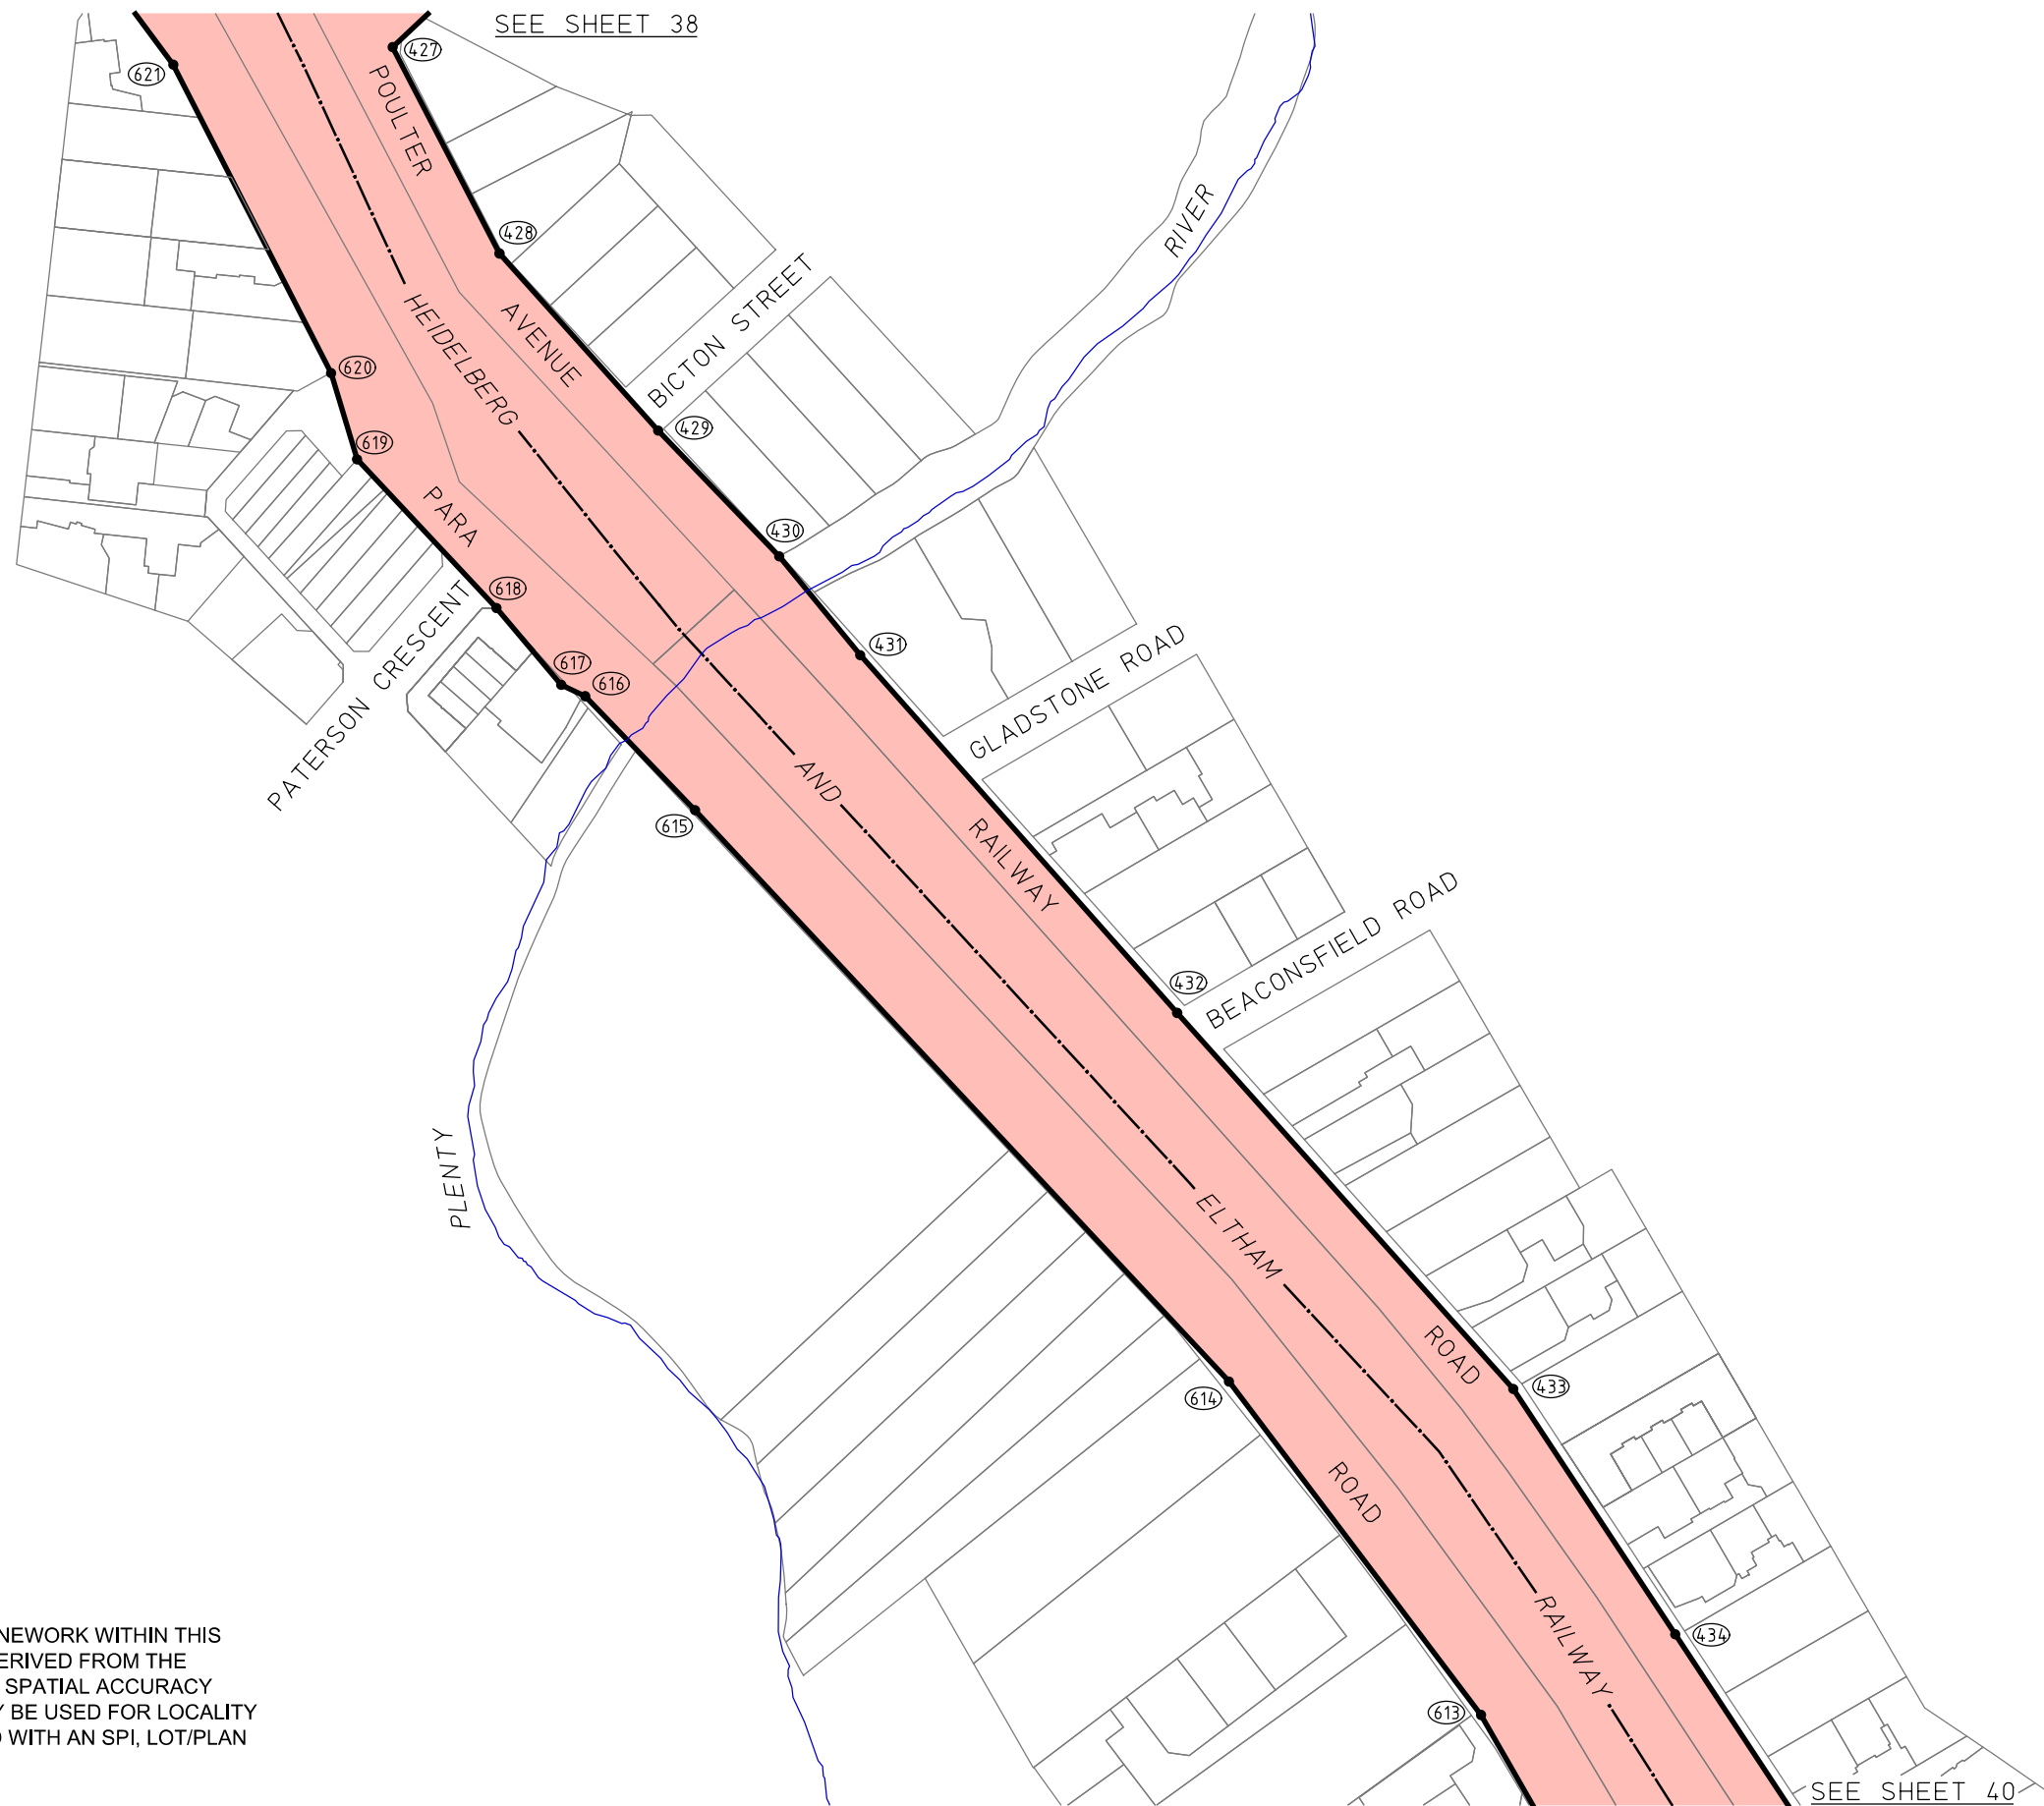 SEE SHEET 38
427
621
POULTER
RIVER
428
BICTON STREET
HEIDELBERG
AVENUE
620
429
619
PARA
430
618
PATERSON CRESCENT
431
617
616
GLADSTONE ROAD
AND
615
RAILWAY
BEACONSFIELD ROAD
432
PLENTY
ELTHAM
ROAD
433
614
ROAD
RAILWAY
434
613
NEWORK WITHIN THIS
ERIVED FROM THE
SPATIAL ACCURACY
Y BE USED FOR LOCALITY
D WITH AN SPI, LOT/PLAN
SEE SHEET 40